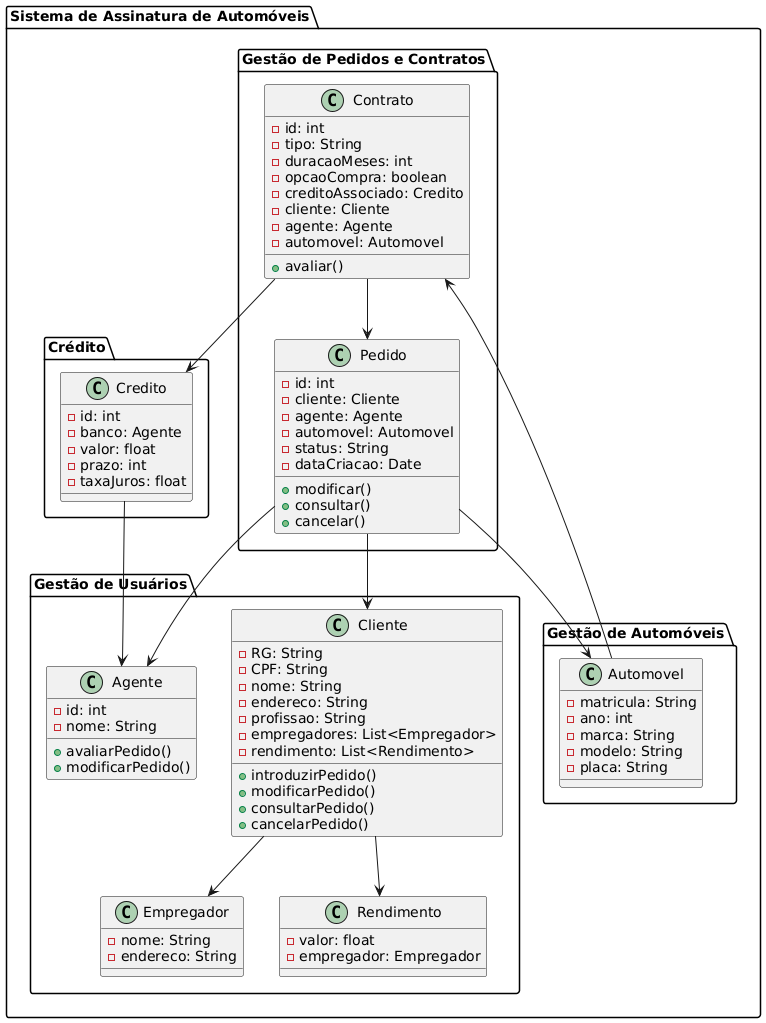 Sistema de Assinatura de Automóveis
Gestão de Pedidos e Contratos
C Contrato
id: int
tipo: String
duracaoMeses: int
opcaoCompra: boolean
creditoAssociado: Credito
cliente: Cliente
agente: Agente
automovel: Automovel
avaliar()
Crédito
C Credito
id: int
banco: Agente
valor: float
prazo: int
taxaJuros: float
C Pedido
id: int
cliente: Cliente
agente: Agente
automovel: Automovel
status: String
dataCriacao: Date
modificar()
consultar()
cancelar()
Gestão de Usuários
C Agente
id: int
nome: String
avaliarPedido()
modificarPedido()
C Cliente
RG: String
CPF: String
nome: String
endereco: String
profissao: String
empregadores: List<Empregador>
rendimento: List<Rendimento>
introduzirPedido()
modificarPedido()
consultarPedido()
cancelarPedido()
Gestão de Automóveis
C Automovel
matricula: String
ano: int
marca: String
modelo: String
placa: String
C Empregador
nome: String
endereco: String
C Rendimento
valor: float
empregador: Empregador